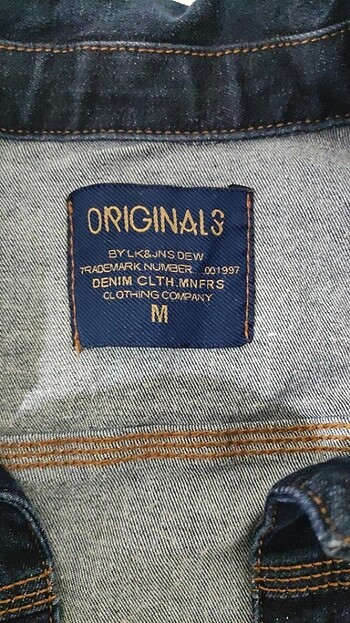 ORIGINALS
BY LK&JNS DEW
TRADEMARK NUMBER...001997
DENIM CLTH.MNFRS
CLOTHING COMPANY
M